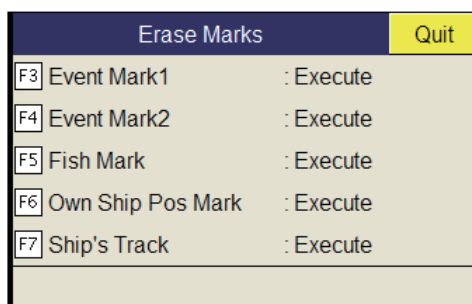 Erase Marks Quit
F3 Event Mark1 : Execute
F4 Event Mark2 : Execute
F5 Fish Mark : Execute
F6 Own Ship Pos Mark : Execute
F7 Ship's Track : Execute